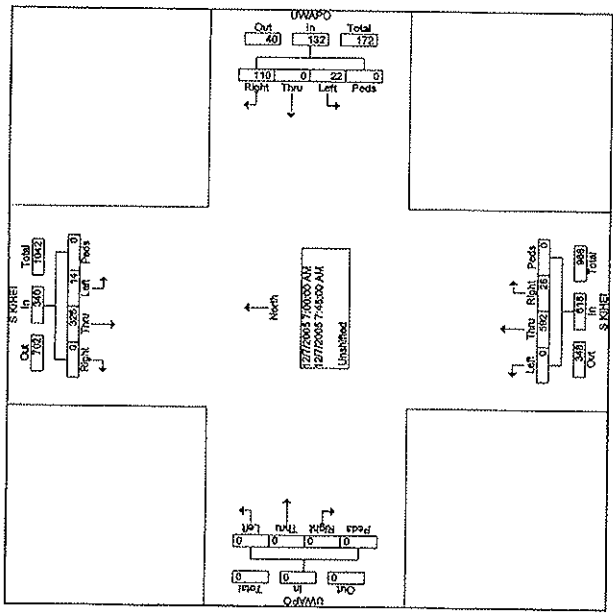 UWAPO
Out In Total
40 132 172
110 0 22 0
Right Thru Left Peds
S KIHEI
Out In Total
702 340 1042
0 326 14 0
Right Thru Left Peds
North
12/7/2005 7:00:00 AM
12/7/2005 7:45:00 AM
Unshifted
Left Thru Right Peds
0 592 26 0
348 618 966
Out In Total
S KIHEI
Left Thru Right Peds
0 0 0 0
0 0 0
Total In Out
UWAPO